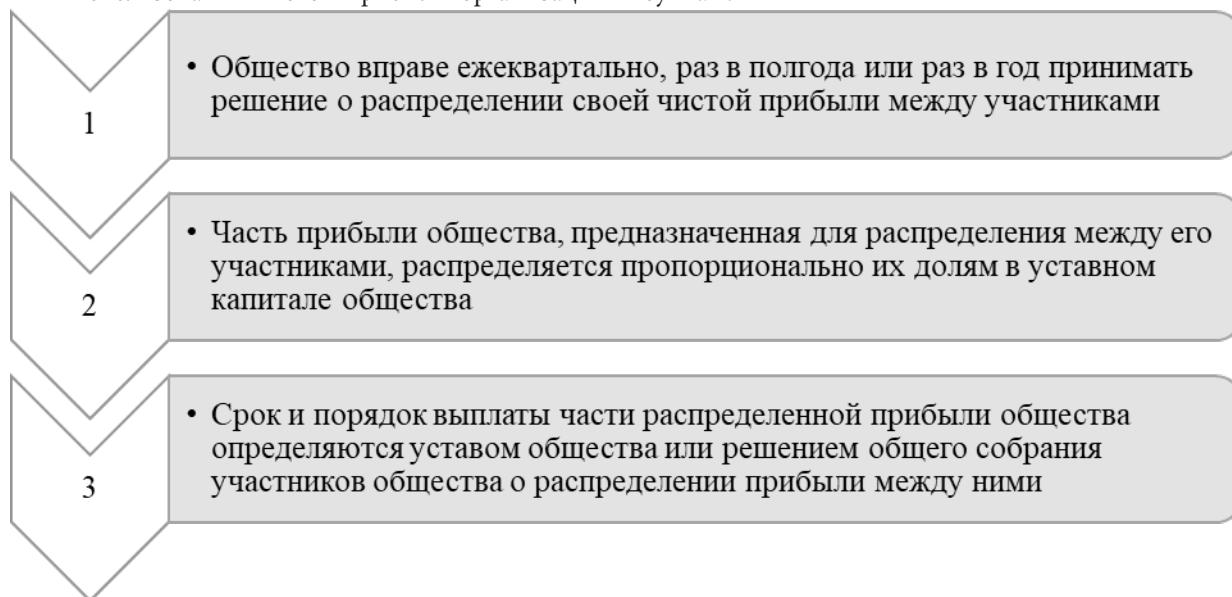 • Общество вправе ежеквартально, раз в полгода или раз в год принимать
решение о распределении своей чистой прибыли между участниками
1
• Часть прибыли общества, предназначенная для распределения между его
участниками, распределяется пропорционально их долям в уставном
капитале общества
2
• Срок и порядок выплаты части распределенной прибыли общества
определяются уставом общества или решением общего собрания
участников общества о распределении прибыли между ними
3